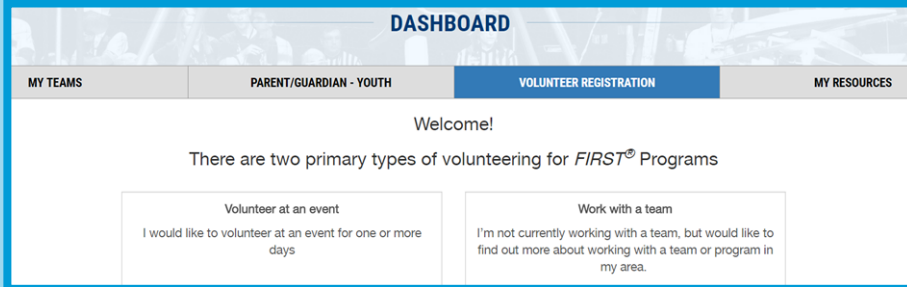 DASHBOARD
MY TEAMS PARENT/GUARDIAN - YOUTH VOLUNTEER REGISTRATION MY RESOURCES
Welcome!
There are two primary types of volunteering for FIRST® Programs
Volunteer at an event
I would like to volunteer at an event for one or more
days
Work with a team
I'm not currently working with a team, but would like to
find out more about working with a team or program in
my area.